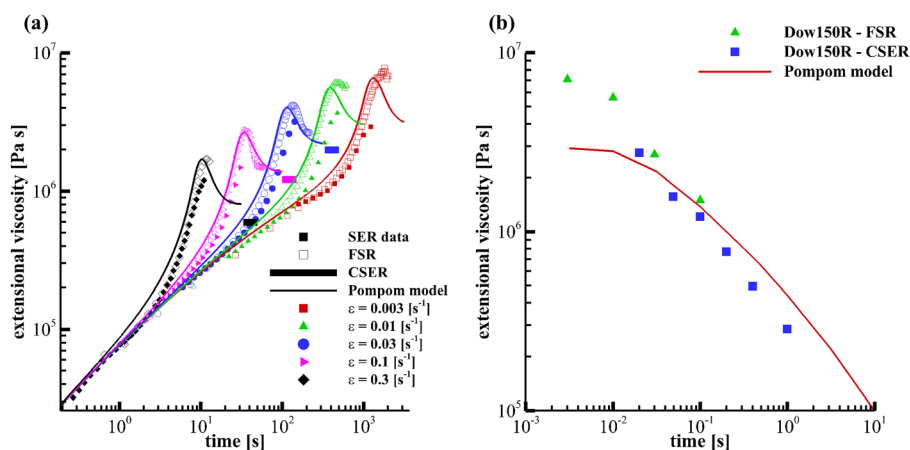 (a)
(b)
10⁷
10⁶
10⁵
extensional viscosity [Pa s]
10⁰
10¹
10²
10³
time [s]
SER data
FSR
CSER
Pompom model
ε = 0.003 [s⁻¹]
ε = 0.01 [s⁻¹]
ε = 0.03 [s⁻¹]
ε = 0.1 [s⁻¹]
ε = 0.3 [s⁻¹]
Dow150R - FSR
Dow150R - CSER
Pompom model
10⁷
10⁶
10⁵
extensional viscosity [Pa s]
10⁻³
10⁻²
10⁻¹
10⁰
10¹
time [s]